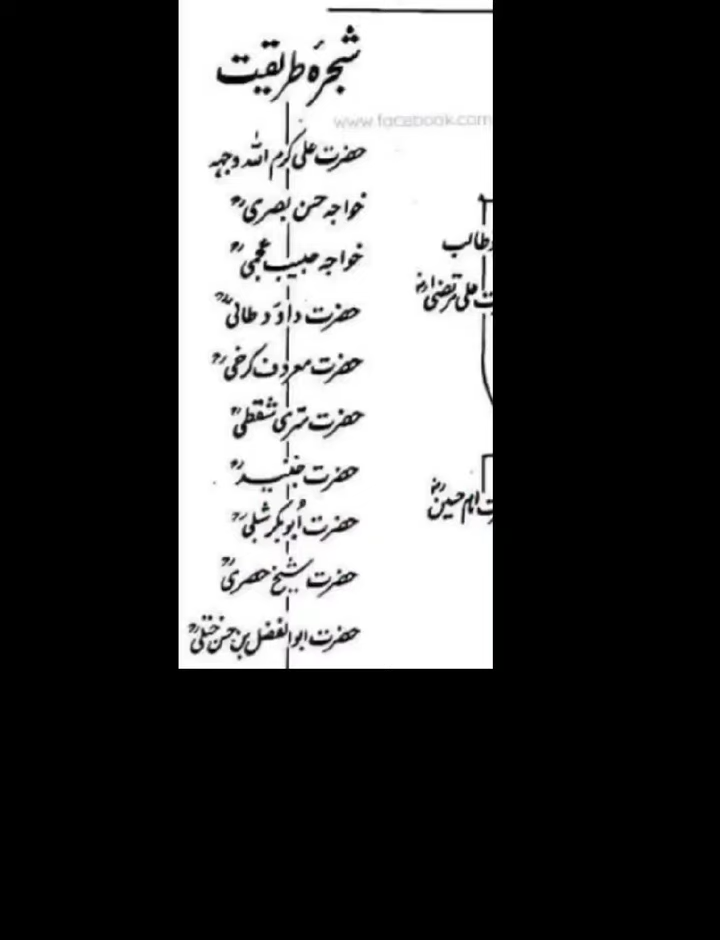 شجرۂ طریقت
www.facebook.com
حضرت علی کرم اللہ وجہہ
خواجہ حسن بصریؒ
خواجہ حبیب عجمیؒ
حضرت داؤد طائیؒ
حضرت معروف کرخیؒ
حضرت سری سقطیؒ
حضرت جنیدؒ
حضرت ابوبکر شبلیؒ
حضرت شیخ حصریؒ
حضرت ابوالفضل بن حسن ختلیؒ
طالب
علی مرتضیٰؓ
امام حسینؓ